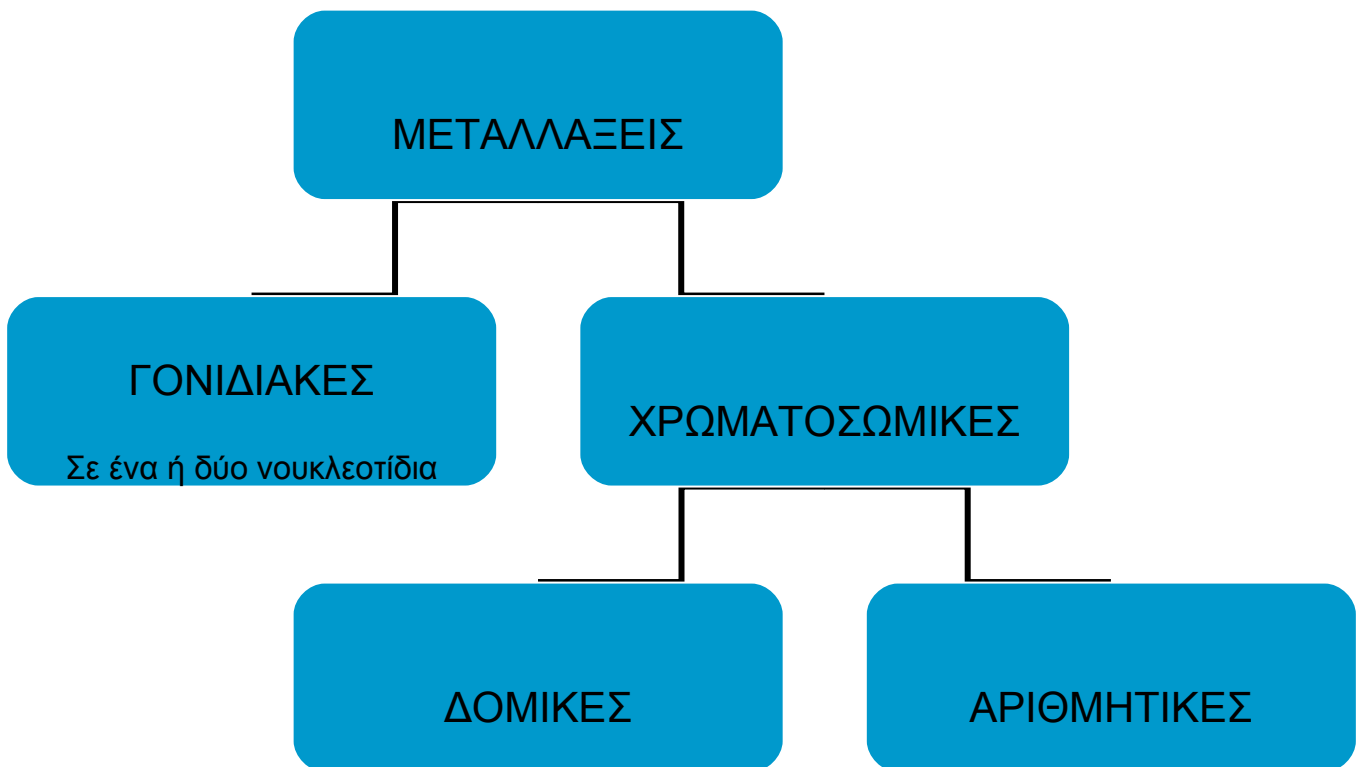 ΜΕΤΑΛΛΑΞΕΙΣ
ΓΟΝΙΔΙΑΚΕΣ
Σε ένα ή δύο νουκλεοτίδια
ΧΡΩΜΑΤΟΣΩΜΙΚΕΣ
ΔΟΜΙΚΕΣ
ΑΡΙΘΜΗΤΙΚΕΣ